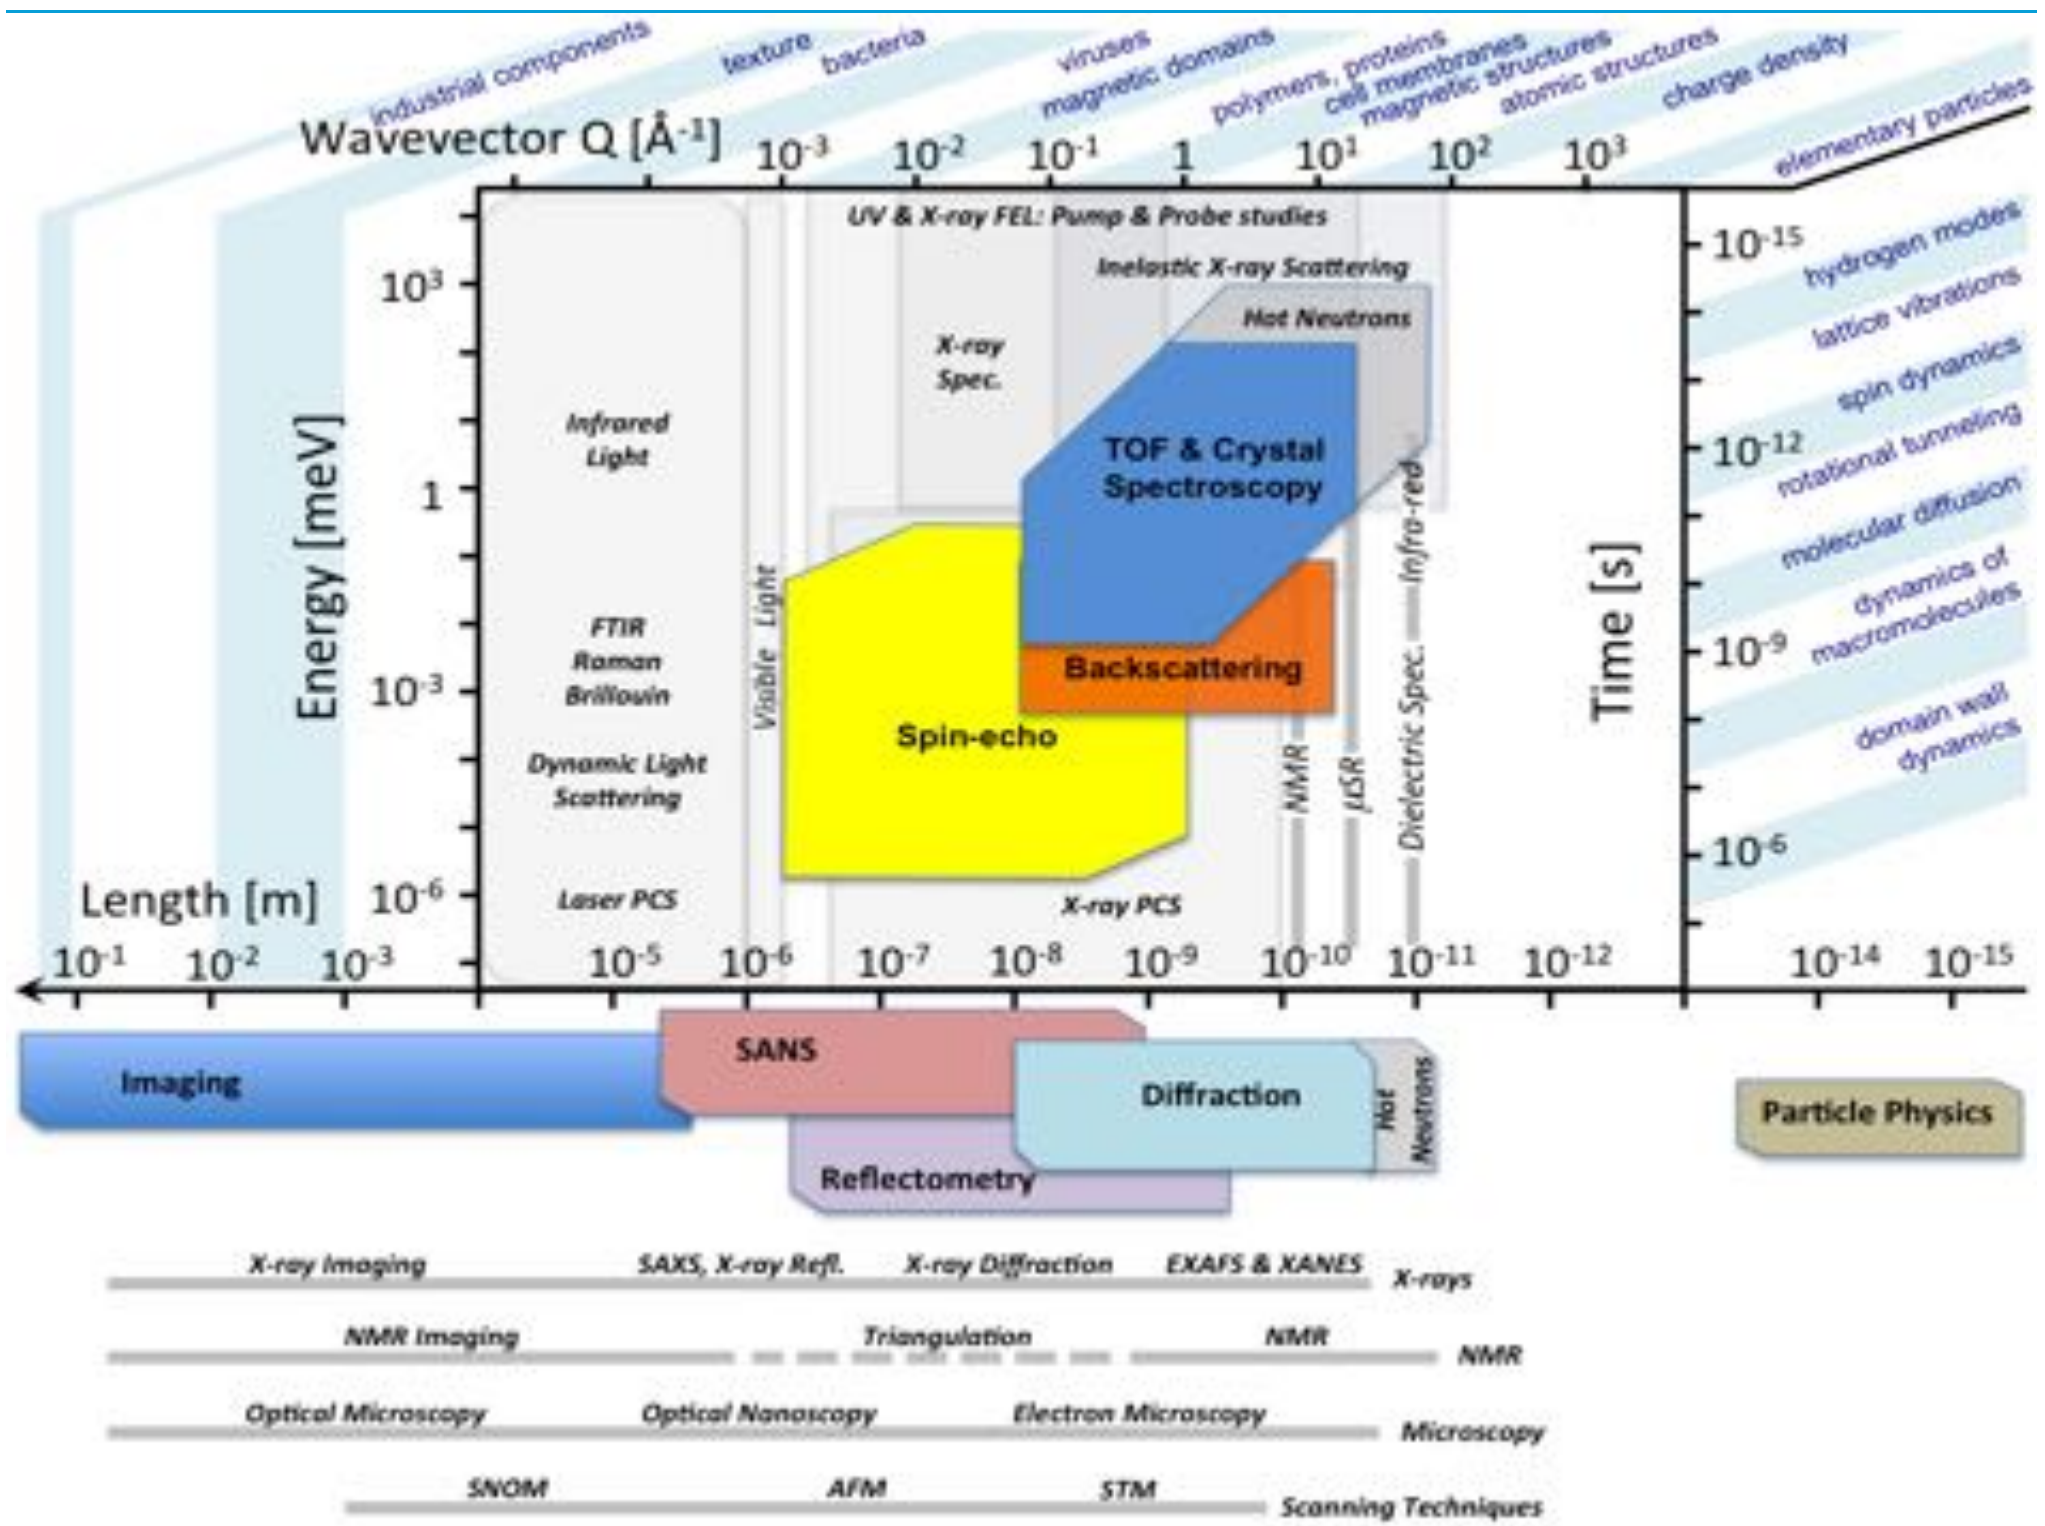 industrial components
texture
bacteria
viruses
magnetic domains
polymers, proteins
cell membranes
magnetic structures
atomic structures
charge density
elementary particles
Wavevector Q [Å⁻¹]
10⁻³ 10⁻² 10⁻¹ 1 10¹ 10² 10³
UV & X-ray FEL: Pump & Probe studies
Inelastic X-ray Scattering
Hot Neutrons
X-ray
Spec.
Infrared
Light
TOF & Crystal
Spectroscopy
Energy [meV]
10³
1
10⁻³
10⁻⁶
Visible Light
FTIR
Raman
Brillouin
Backscattering
Spin-echo
Dynamic Light
Scattering
Laser PCS
X-ray PCS
NMR
μSR
Dielectric Spec.
Infra-red
Time [s]
10⁻¹⁵
10⁻¹²
10⁻⁹
10⁻⁶
hydrogen modes
lattice vibrations
spin dynamics
rotational tunneling
molecular diffusion
dynamics of
macromolecules
domain wall
dynamics
Length [m]
10⁻¹ 10⁻² 10⁻³ 10⁻⁵ 10⁻⁶ 10⁻⁷ 10⁻⁸ 10⁻⁹ 10⁻¹⁰ 10⁻¹¹ 10⁻¹² 10⁻¹⁴ 10⁻¹⁵
Imaging
SANS
Diffraction
Hot
Neutrons
Particle Physics
Reflectometry
X-ray Imaging SAXS, X-ray Refl. X-ray Diffraction EXAFS & XANES X-rays
NMR Imaging Triangulation NMR NMR
Optical Microscopy Optical Nanoscopy Electron Microscopy Microscopy
SNOM AFM STM Scanning Techniques